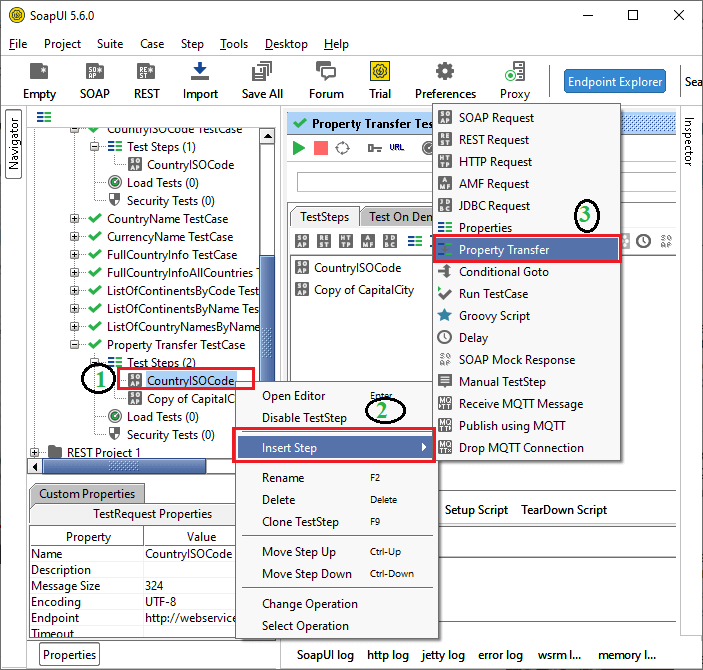 SoapUI 5.6.0
File Project Suite Case Step Tools Desktop Help
Empty SOAP REST Import Save All Forum Trial Preferences Proxy Endpoint Explorer Sea
Navigator
CountryISOCode TestCase
Test Steps (1)
CountryISOCode
Load Tests (0)
Security Tests (0)
CountryName TestCase
CurrencyName TestCase
FullCountryInfo TestCase
FullCountryInfoAllCountries T
ListOfContinentsByCode Test
ListOfContinentsByName Test
ListOfCountryNamesByName
Property Transfer TestCase
Test Steps (2)
1
CountryISOCode
Copy of CapitalC
Load Tests (0)
Security Tests (0)
REST Project 1
Property Transfer Tes
URL
TestSteps Test On Den
CountryISOCode
Copy of CapitalCity
Inspector
Open Editor Enter
Disable TestStep
2
Insert Step
Rename F2
Delete Delete
Clone TestStep F9
Move Step Up Ctrl-Up
Move Step Down Ctrl-Down
Change Operation
Select Operation
SOAP Request
REST Request
HTTP Request
AMF Request
JDBC Request
3
Properties
Property Transfer
Conditional Goto
Run TestCase
Groovy Script
Delay
SOAP Mock Response
Manual TestStep
Receive MQTT Message
Publish using MQTT
Drop MQTT Connection
Setup Script TearDown Script
Custom Properties
TestRequest Properties
Property Value
Name CountryISOCode
Description
Message Size 324
Encoding UTF-8
Endpoint http://webservice
Timeout
Properties
SoapUI log http log jetty log error log wsrm l... memory l...